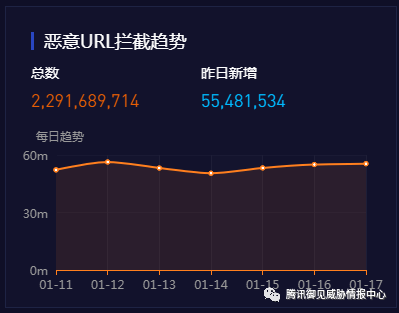 恶意URL拦截趋势
总数 昨日新增
2,291,689,714 55,481,534
每日趋势
60m
30m
0m
01-11 01-12 01-13 01-14 01-15 01-16 01-17
腾讯御见威胁情报中心